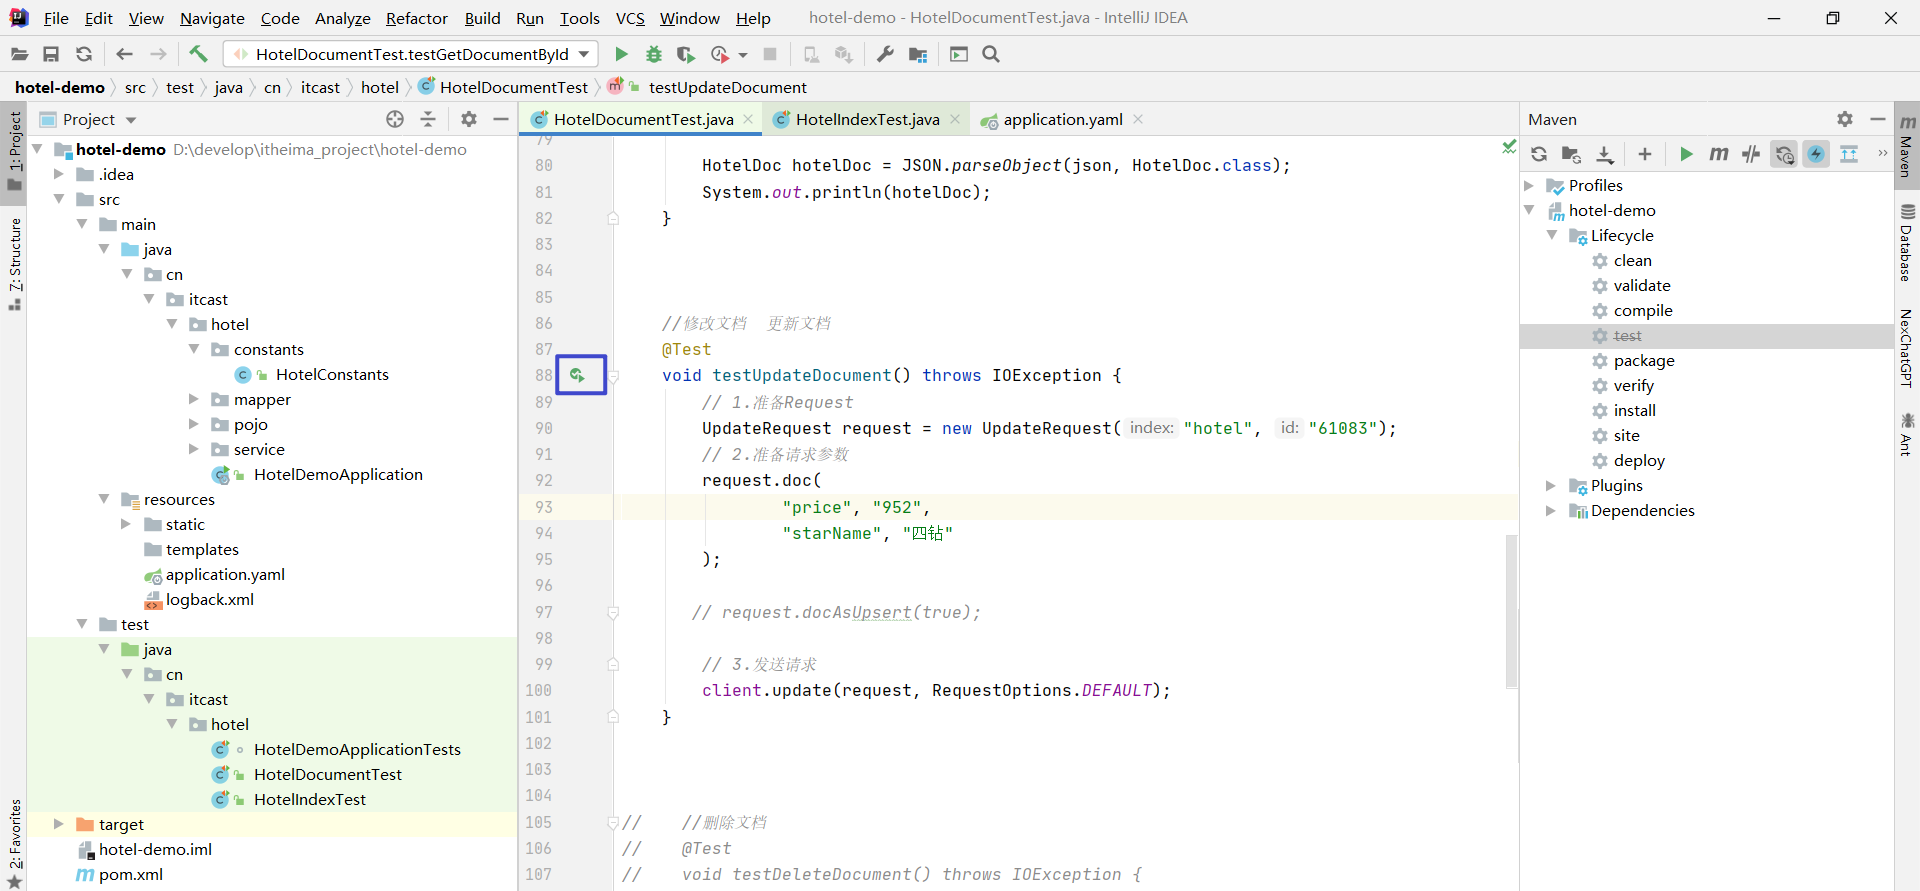 File Edit View Navigate Code Analyze Refactor Build Run Tools VCS Window Help hotel-demo - HotelDocumentTest.java - IntelliJ IDEA
HotelDocumentTest.testGetDocumentById
hotel-demo src test java cn itcast hotel HotelDocumentTest testUpdateDocument
1: Project
7: Structure
2: Favorites
Project
hotel-demo D:\develop\itheima_project\hotel-demo
.idea
src
main
java
cn
itcast
hotel
constants
HotelConstants
mapper
pojo
service
HotelDemoApplication
resources
static
templates
application.yaml
logback.xml
test
java
cn
itcast
hotel
HotelDemoApplicationTests
HotelDocumentTest
HotelIndexTest
target
hotel-demo.iml
pom.xml
HotelDocumentTest.java HotelIndexTest.java application.yaml
79
80 HotelDoc hotelDoc = JSON.parseObject(json, HotelDoc.class);
81 System.out.println(hotelDoc);
82 }
83
84
85
86 //修改文档 更新文档
87 @Test
88 void testUpdateDocument() throws IOException {
89 // 1.准备Request
90 UpdateRequest request = new UpdateRequest( index: "hotel", id: "61083");
91 // 2.准备请求参数
92 request.doc(
93 "price", "952",
94 "starName", "四钻"
95 );
96
97 // request.docAsUpsert(true);
98
99 // 3.发送请求
100 client.update(request, RequestOptions.DEFAULT);
101 }
102
103
104
105 // //删除文档
106 // @Test
107 // void testDeleteDocument() throws IOException {
Maven
Profiles
hotel-demo
Lifecycle
clean
validate
compile
test
package
verify
install
site
deploy
Plugins
Dependencies
Maven
Database
NexChatGPT
Ant